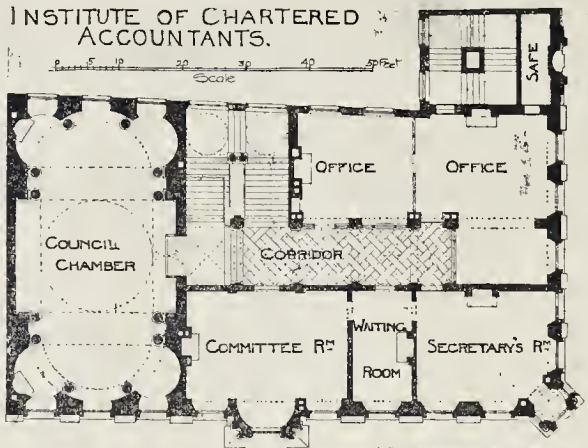 INSTITUTE OF CHARTERED
ACCOUNTANTS.
0 5 10 20 30 40 50 Feet
Scale
SAFE
OFFICE
OFFICE
COUNCIL
CHAMBER
CORRIDOR
COMMITTEE RM
WAITING
ROOM
SECRETARY'S RM